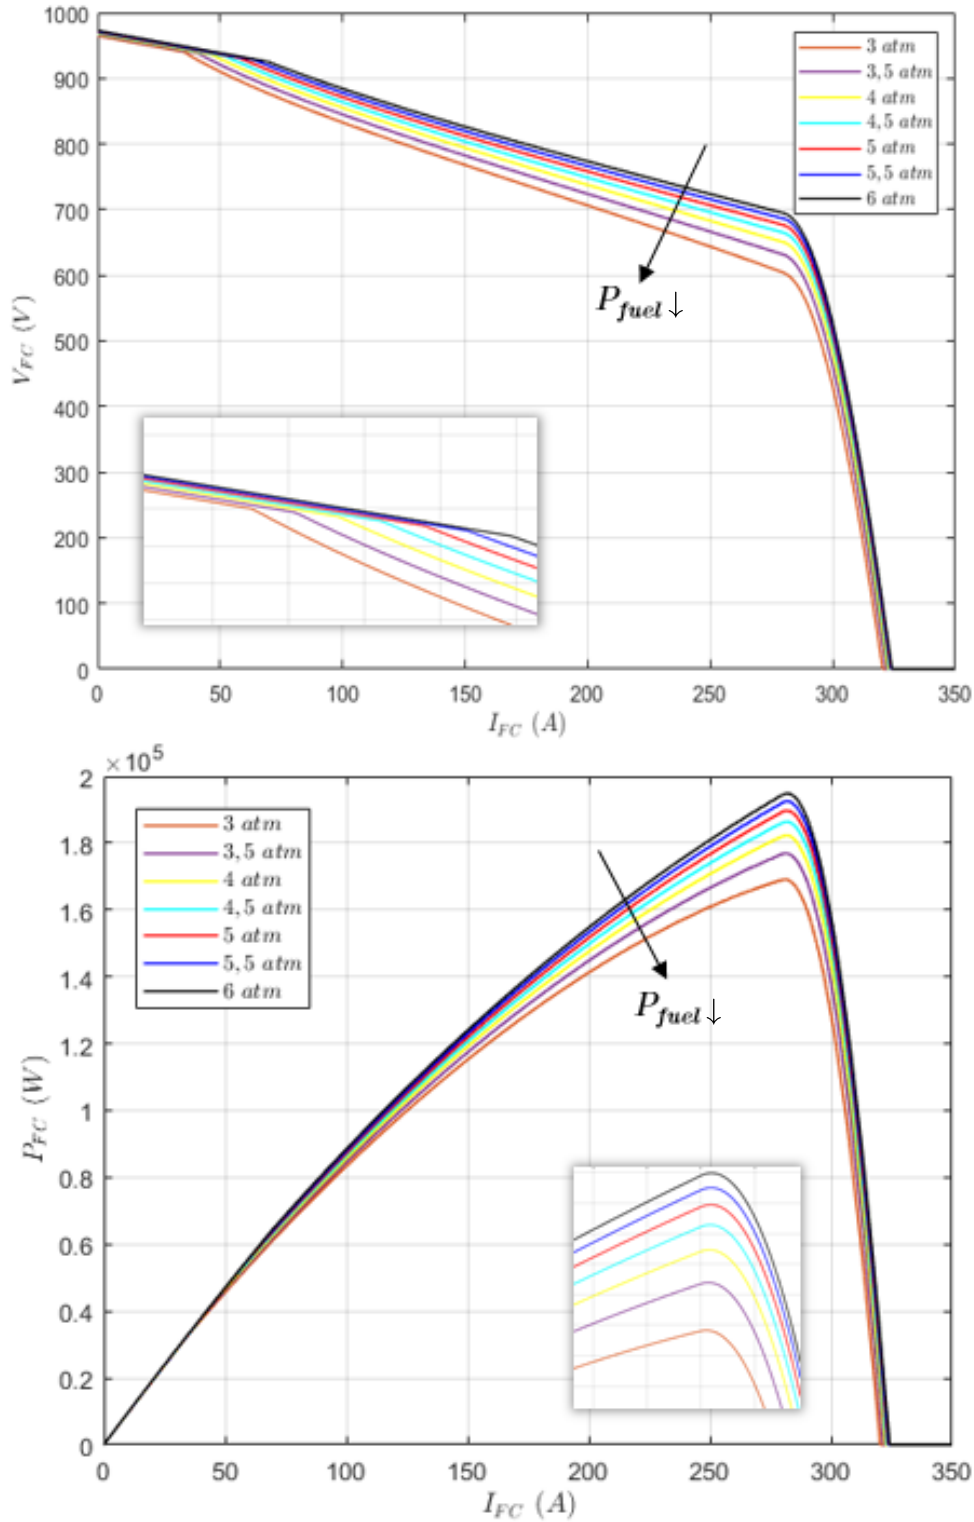 1000
900
800
700
600
500
400
300
200
100
0
V_FC (V)
0 50 100 150 200 250 300 350
I_FC (A)
3 atm
3,5 atm
4 atm
4,5 atm
5 atm
5,5 atm
6 atm
P_fuel ↓
×10^5
2
1.8
1.6
1.4
1.2
1
0.8
0.6
0.4
0.2
0
P_FC (W)
3 atm
3,5 atm
4 atm
4,5 atm
5 atm
5,5 atm
6 atm
P_fuel ↓
0 50 100 150 200 250 300 350
I_FC (A)